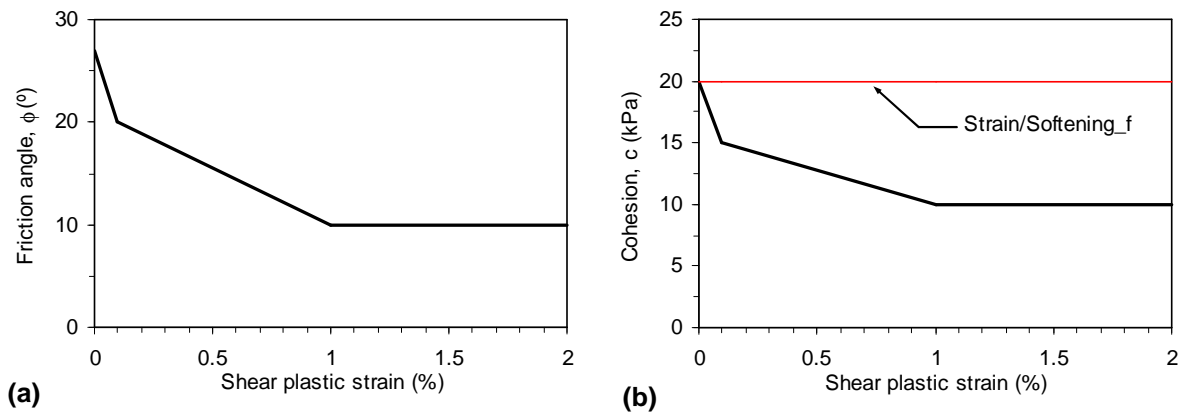 30
20
10
0
Friction angle, ϕ (º)
0 0.5 1 1.5 2
Shear plastic strain (%)
(a)
25
20
15
10
5
0
Cohesion, c (kPa)
Strain/Softening_f
0 0.5 1 1.5 2
Shear plastic strain (%)
(b)